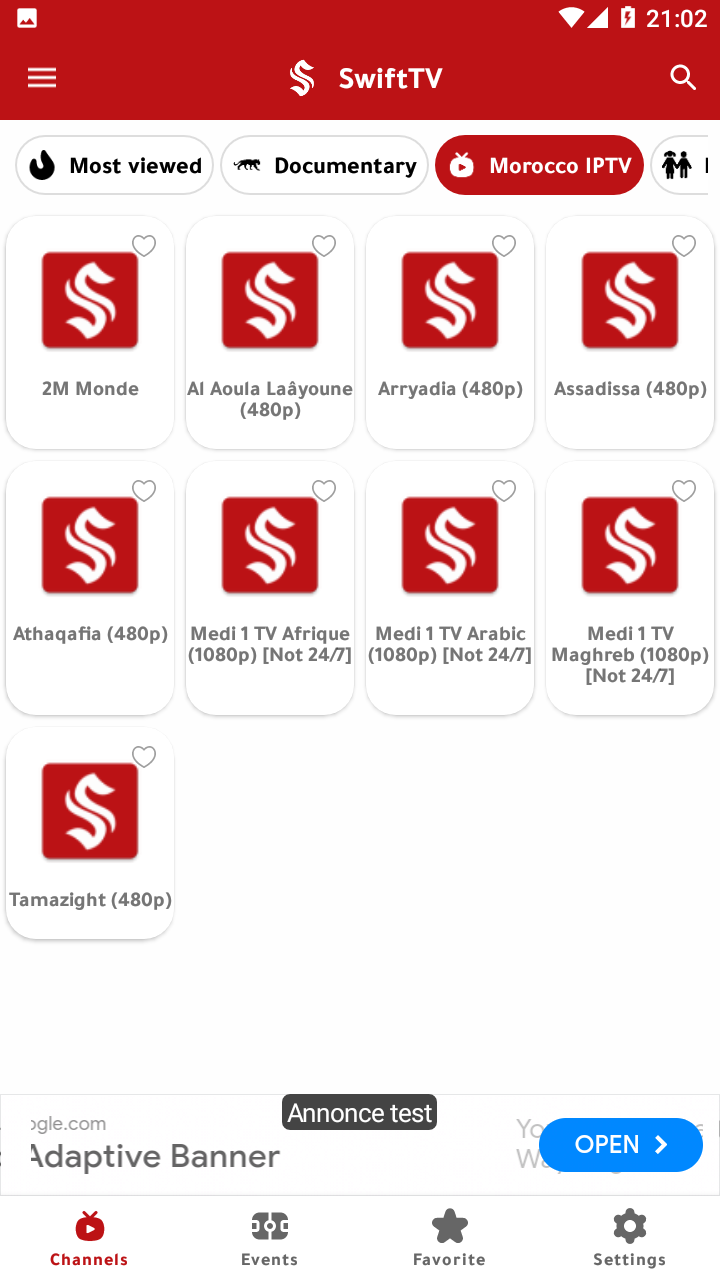 21:02
SwiftTV
Most viewed
Documentary
Morocco IPTV
2M Monde
Al Aoula Laâyoune
(480p)
Arryadia (480p)
Assadissa (480p)
Athaqafia (480p)
Medi 1 TV Afrique
(1080p) [Not 24/7]
Medi 1 TV Arabic
(1080p) [Not 24/7]
Medi 1 TV
Maghreb (1080p)
[Not 24/7]
Tamazight (480p)
Annonce test
ogle.com
Adaptive Banner
OPEN
Channels
Events
Favorite
Settings